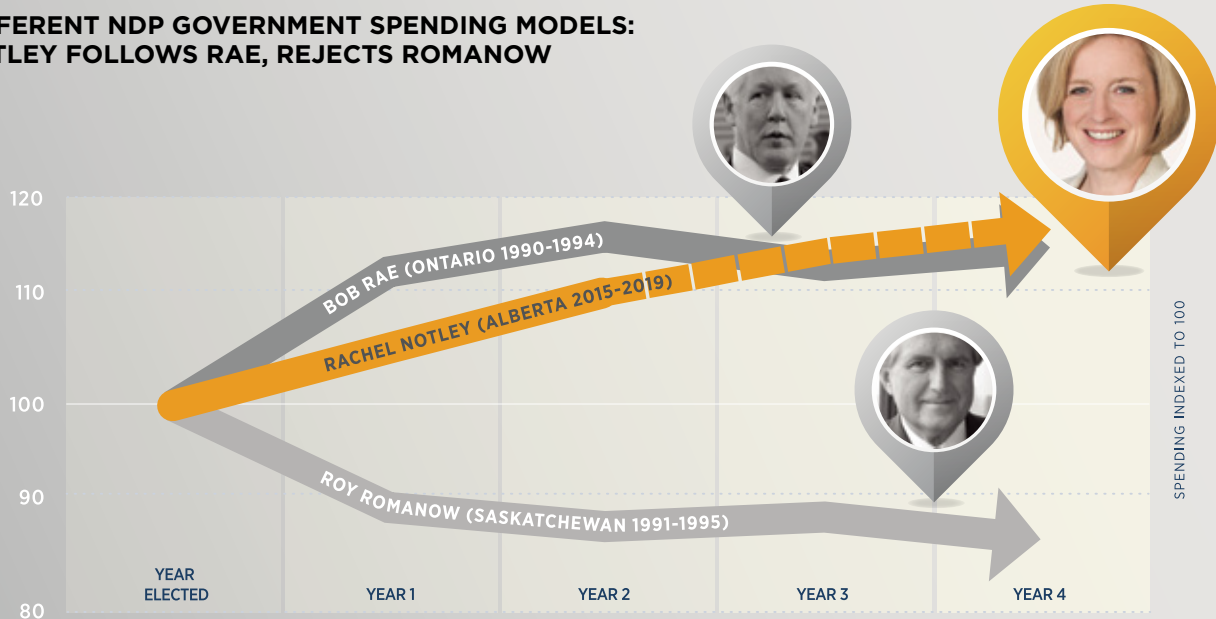 FERENT NDP GOVERNMENT SPENDING MODELS:
TLEY FOLLOWS RAE, REJECTS ROMANOW
120
110
100
90
80
BOB RAE (ONTARIO 1990-1994)
RACHEL NOTLEY (ALBERTA 2015-2019)
ROY ROMANOW (SASKATCHEWAN 1991-1995)
SPENDING INDEXED TO 100
YEAR
ELECTED
YEAR 1
YEAR 2
YEAR 3
YEAR 4